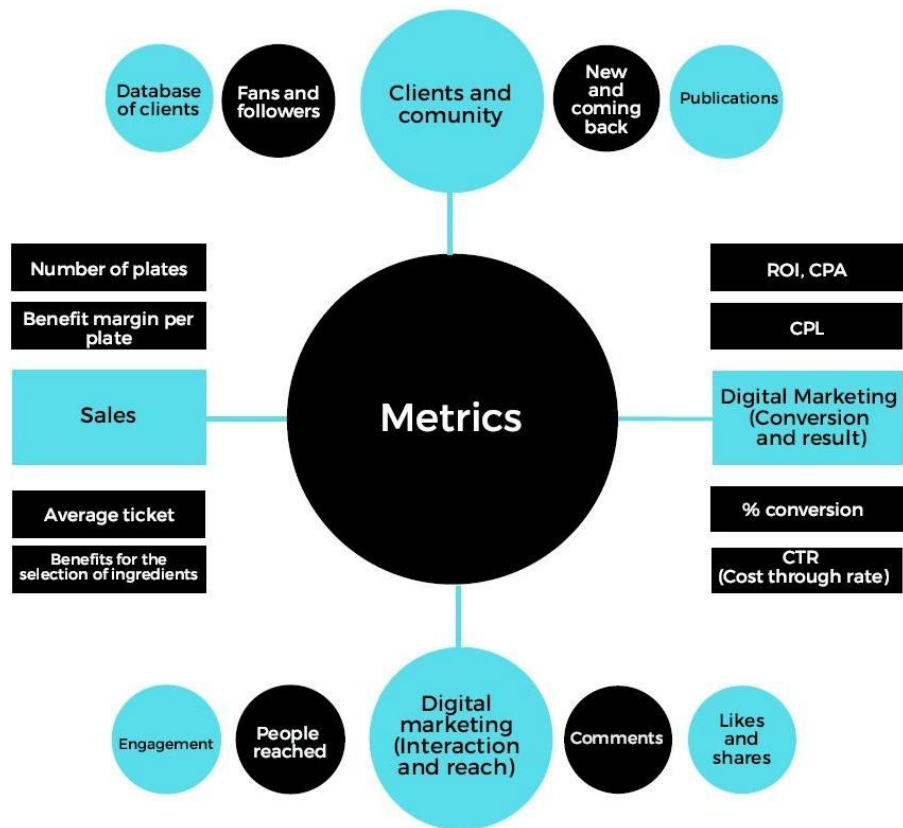 Database
of clients
Fans and
followers
Clients and
comunity
New
and
coming
back
Publications
Number of plates
Benefit margin per
plate
Sales
Average ticket
Benefits for the
selection of ingredients
Metrics
ROI, CPA
CPL
Digital Marketing
(Conversion
and result)
% conversion
CTR
(Cost through rate)
Engagement
People
reached
Digital
marketing
(Interaction
and reach)
Comments
Likes
and
shares